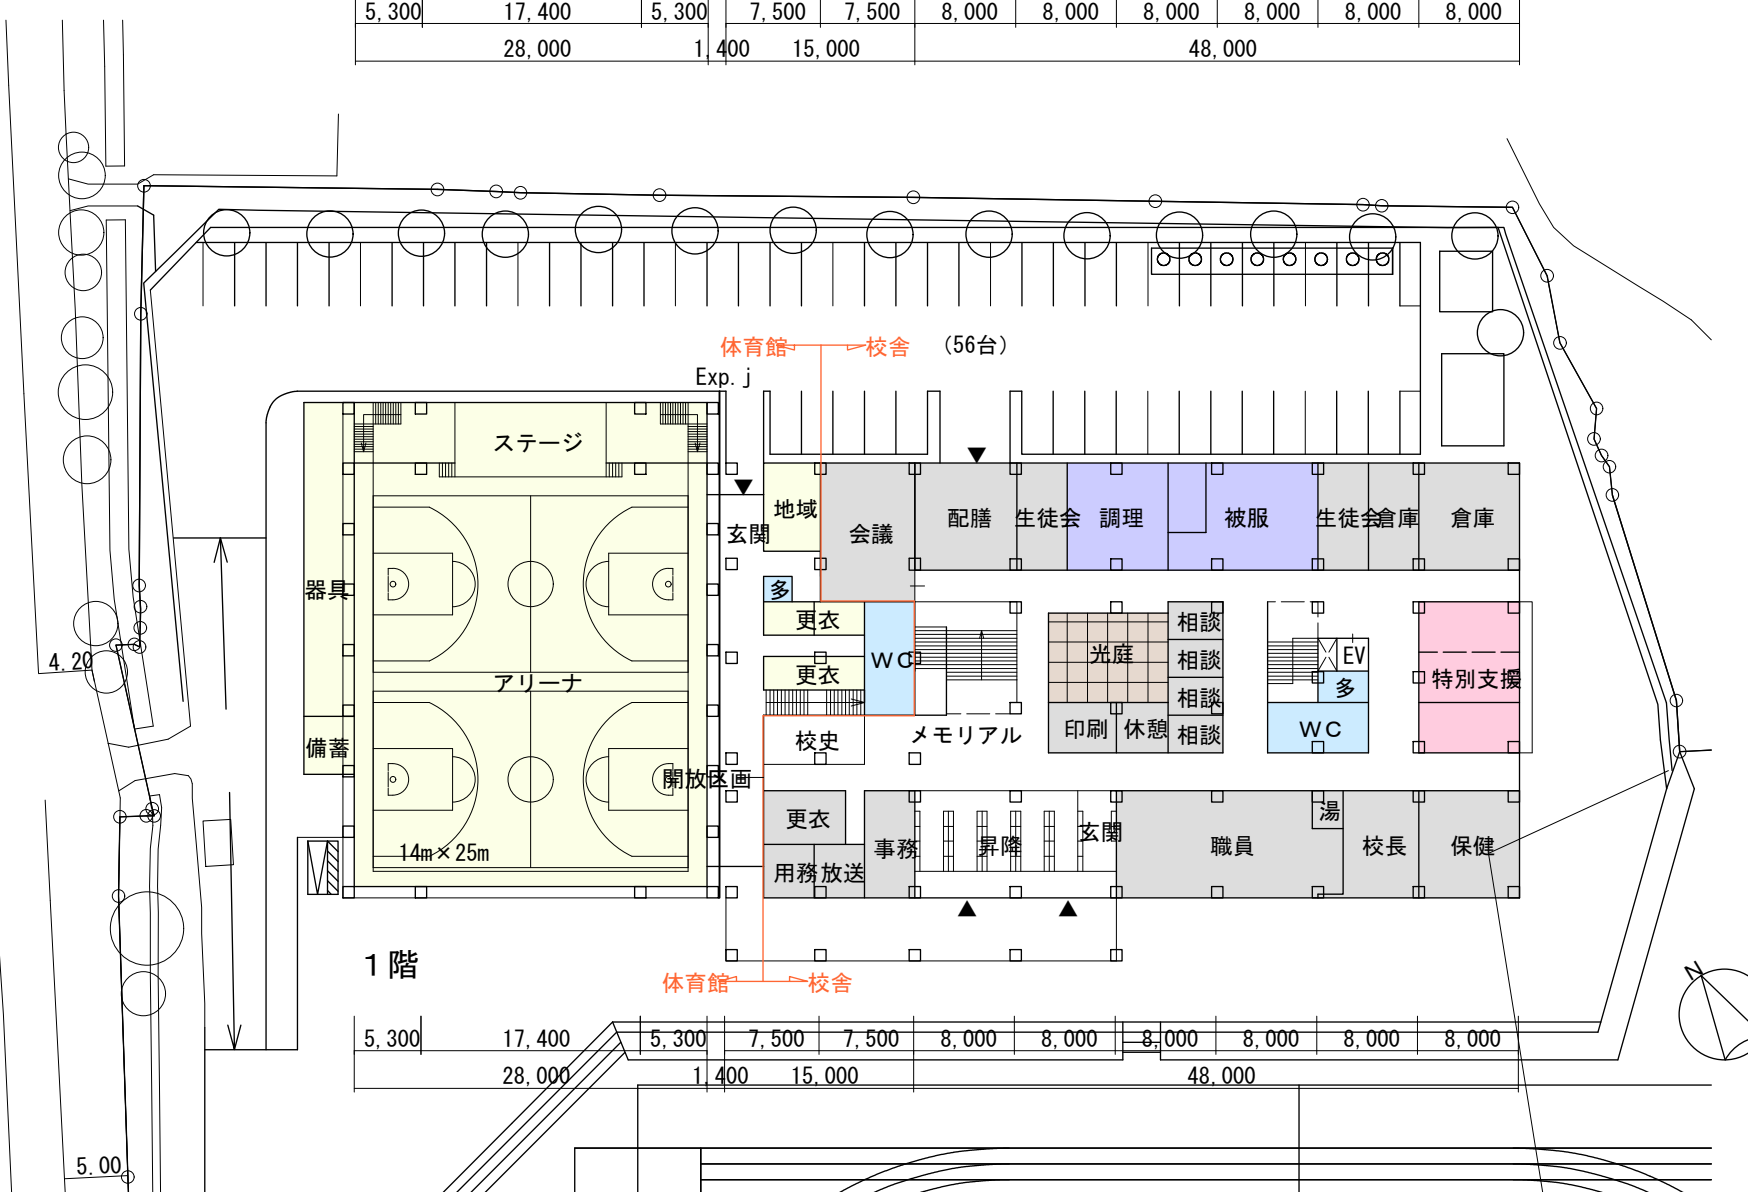 5,300 17,400 5,300 7,500 7,500 8,000 8,000 8,000 8,000 8,000 8,000
28,000 1,400 15,000 48,000
体育館 校舎 (56台)
Exp.j
ステージ
地域
玄関
会議
配膳
生徒会
調理
被服
生徒会
倉庫
倉庫
器具
多
更衣
相談
WC
光庭
相談
EV
4.20
アリーナ
更衣
相談
多
特別支援
備蓄
校史
メモリアル
印刷
休憩
相談
WC
開放区画
更衣
湯
14m×25m
用務
放送
事務
昇降
玄関
職員
校長
保健
1階
体育館 校舎
N
5,300 17,400 5,300 7,500 7,500 8,000 8,000 8,000 8,000 8,000 8,000
28,000 1,400 15,000 48,000
5.00